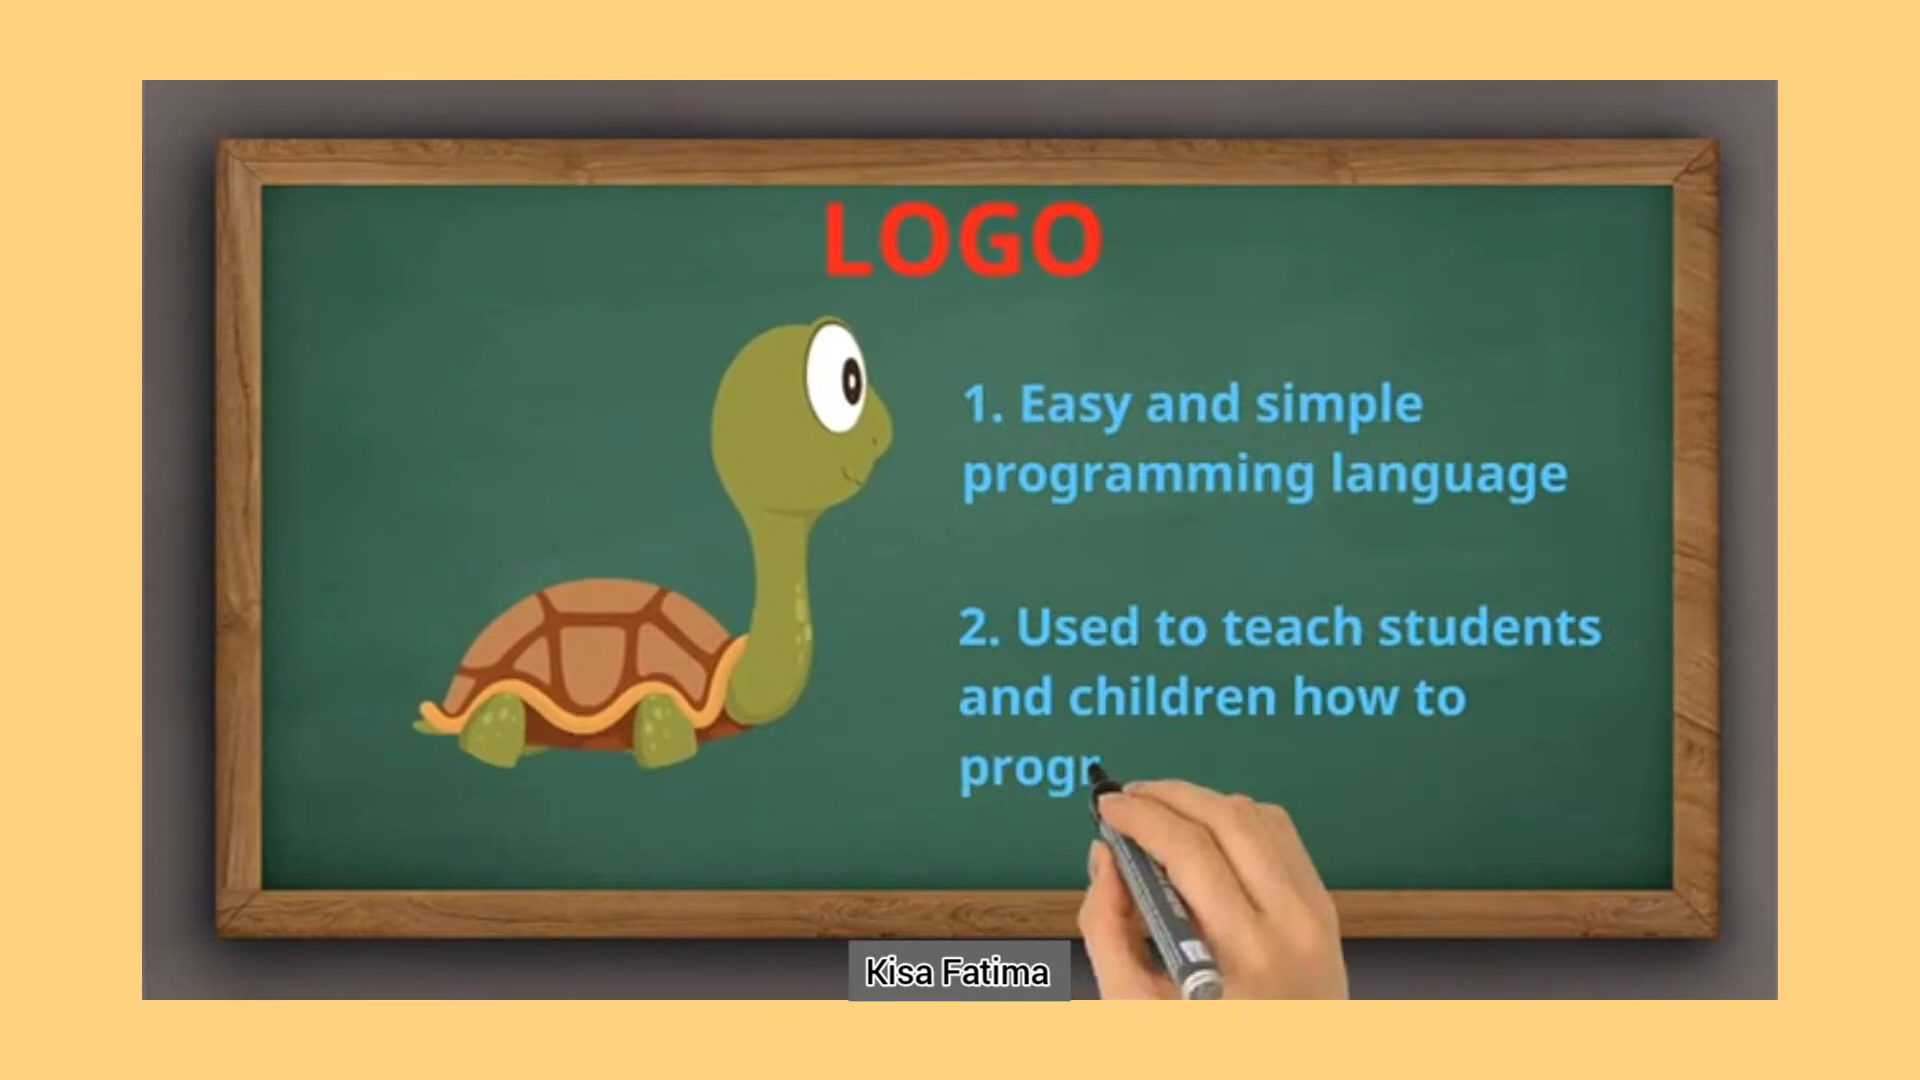 LOGO
1. Easy and simple
programming language
2. Used to teach students
and children how to
progr
Kisa Fatima